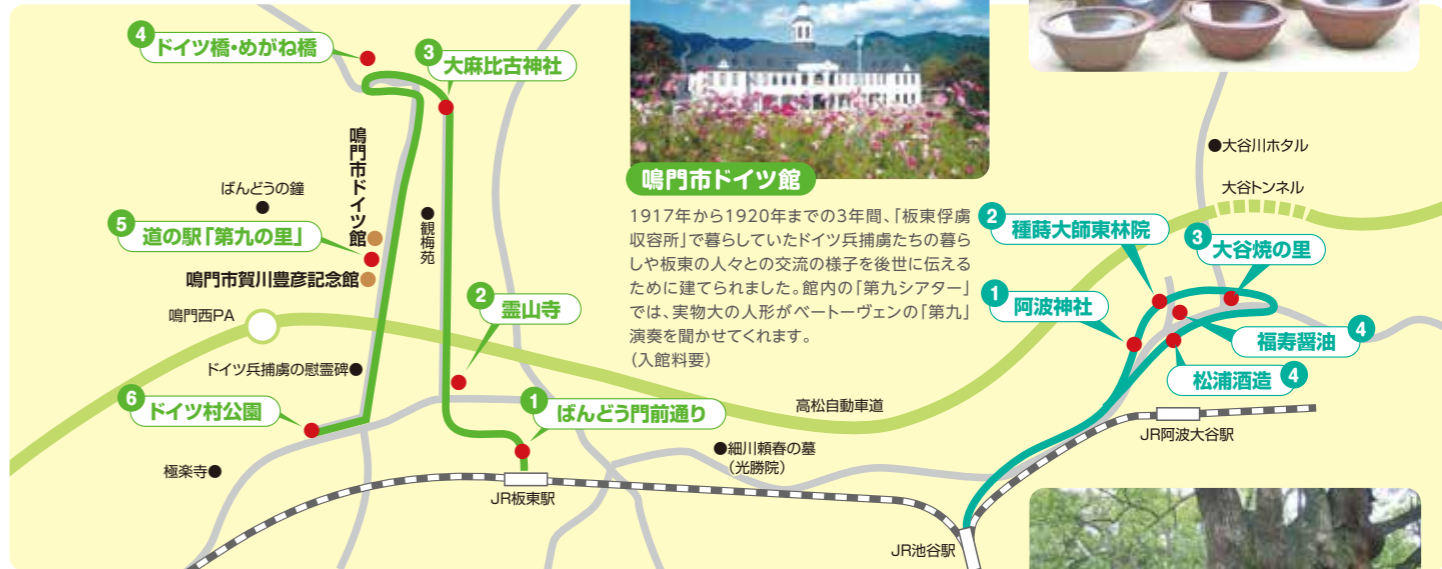 4 ドイツ橋・めがね橋
3 大麻比古神社
鳴門市ドイツ館
ばんどうの鐘
5 道の駅「第九の里」
鳴門市賀川豊彦記念館
観梅苑
鳴門西PA
2 霊山寺
ドイツ兵捕虜の慰霊碑
6 ドイツ村公園
1 ばんどう門前通り
極楽寺
JR板東駅
鳴門市ドイツ館
1917年から1920年までの3年間、「板東俘虜
収容所」で暮らしていたドイツ兵捕虜たちの暮ら
しや板東の人々との交流の様子を後世に伝える
ために建てられました。館内の「第九シアター」
では、実物大の人形がベートーヴェンの「第九」
演奏を聞かせてくれます。
(入館料要)
高松自動車道
細川頼春の墓
(光勝院)
大谷川ホタル
大谷トンネル
2 種蒔大師東林院
3 大谷焼の里
1 阿波神社
福寿醤油 4
松浦酒造 4
JR阿波大谷駅
JR池谷駅